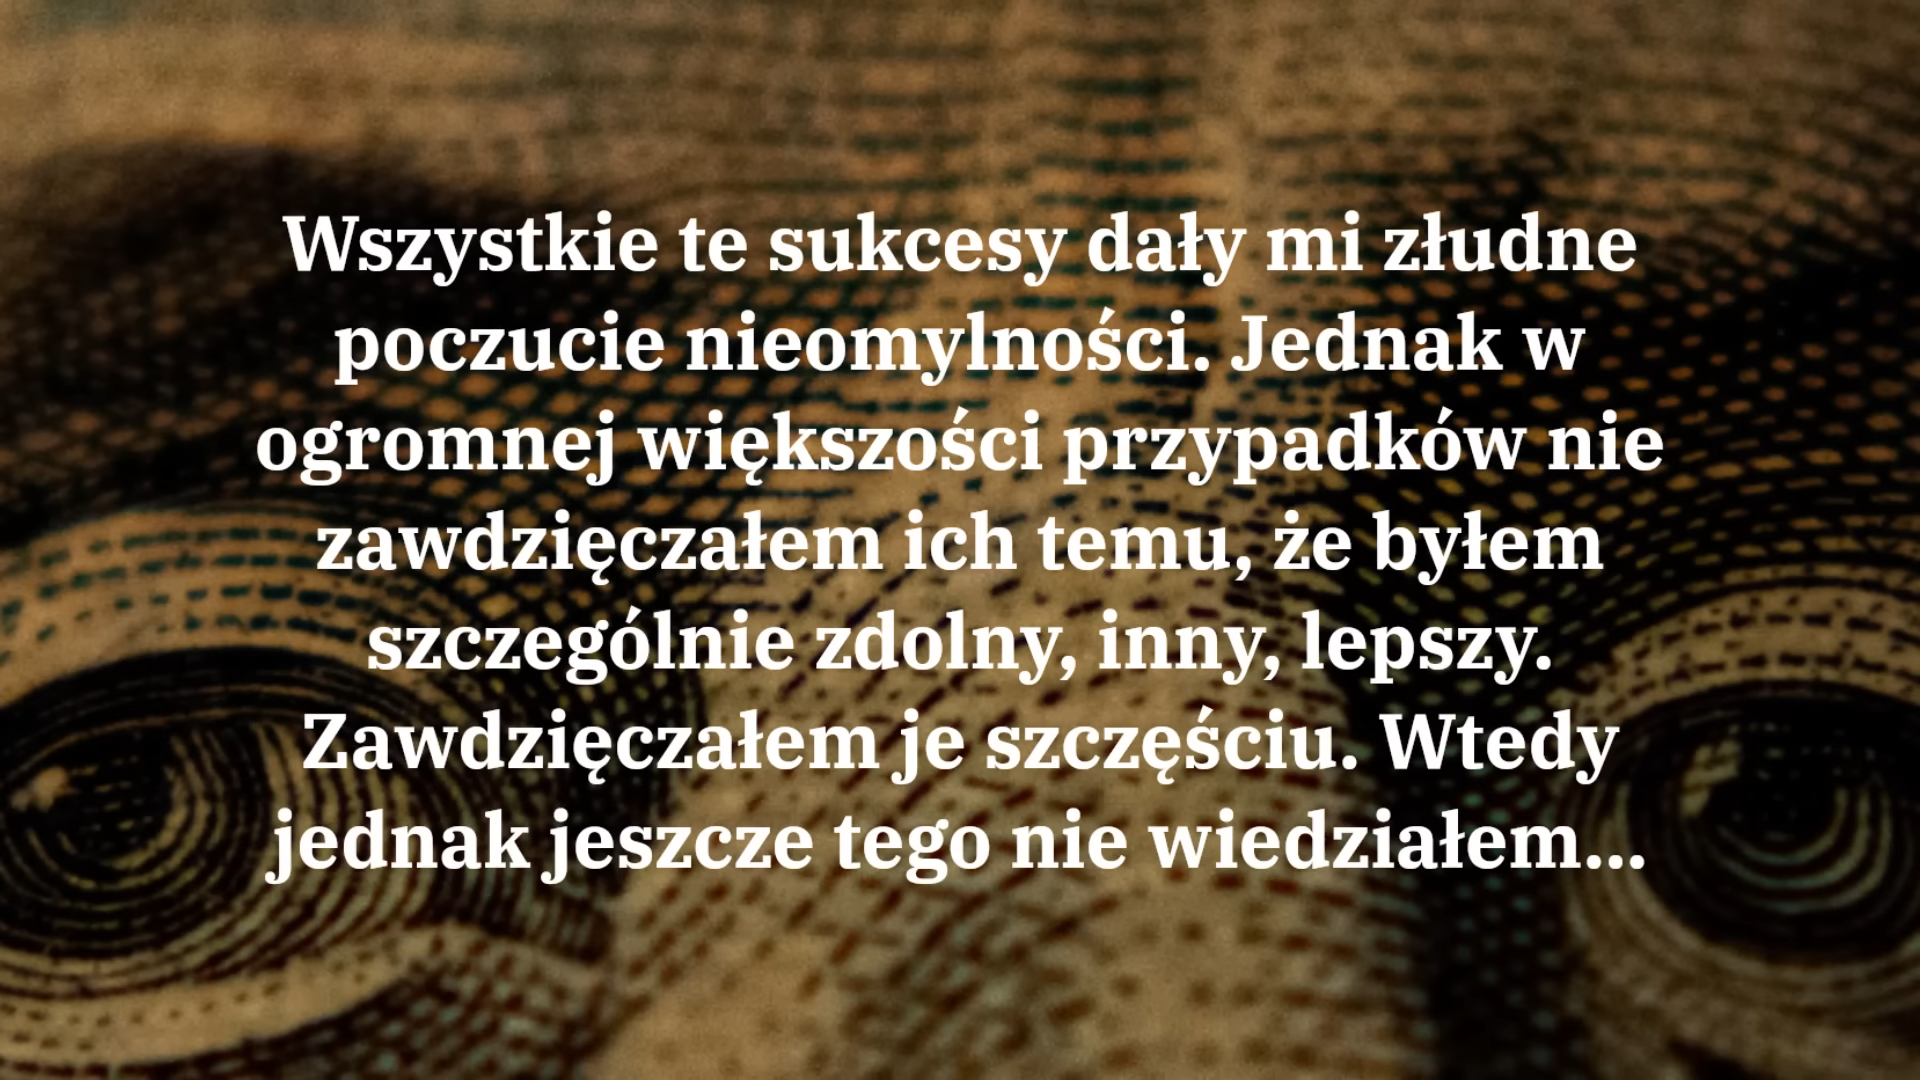 Wszystkie te sukcesy dały mi złudne
poczucie nieomylności. Jednak w
ogromnej większości przypadków nie
zawdzięczałem ich temu, że byłem
szczególnie zdolny, inny, lepszy.
Zawdzięczałem je szczęściu. Wtedy
jednak jeszcze tego nie wiedziałem...